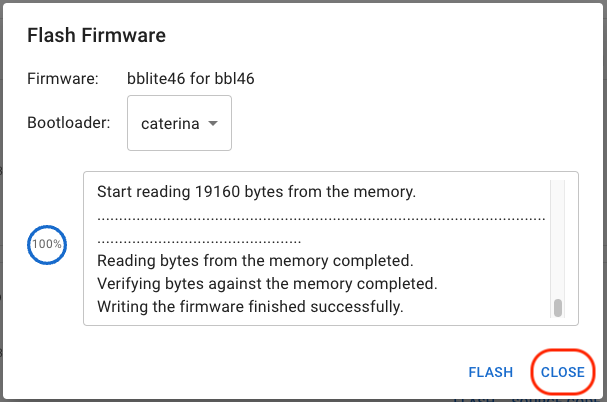 Flash Firmware
Firmware: bblite46 for bbl46
Bootloader: caterina
Start reading 19160 bytes from the memory.
.........................................................................................................
................................................
100%
Reading bytes from the memory completed.
Verifying bytes against the memory completed.
Writing the firmware finished successfully.
FLASH CLOSE